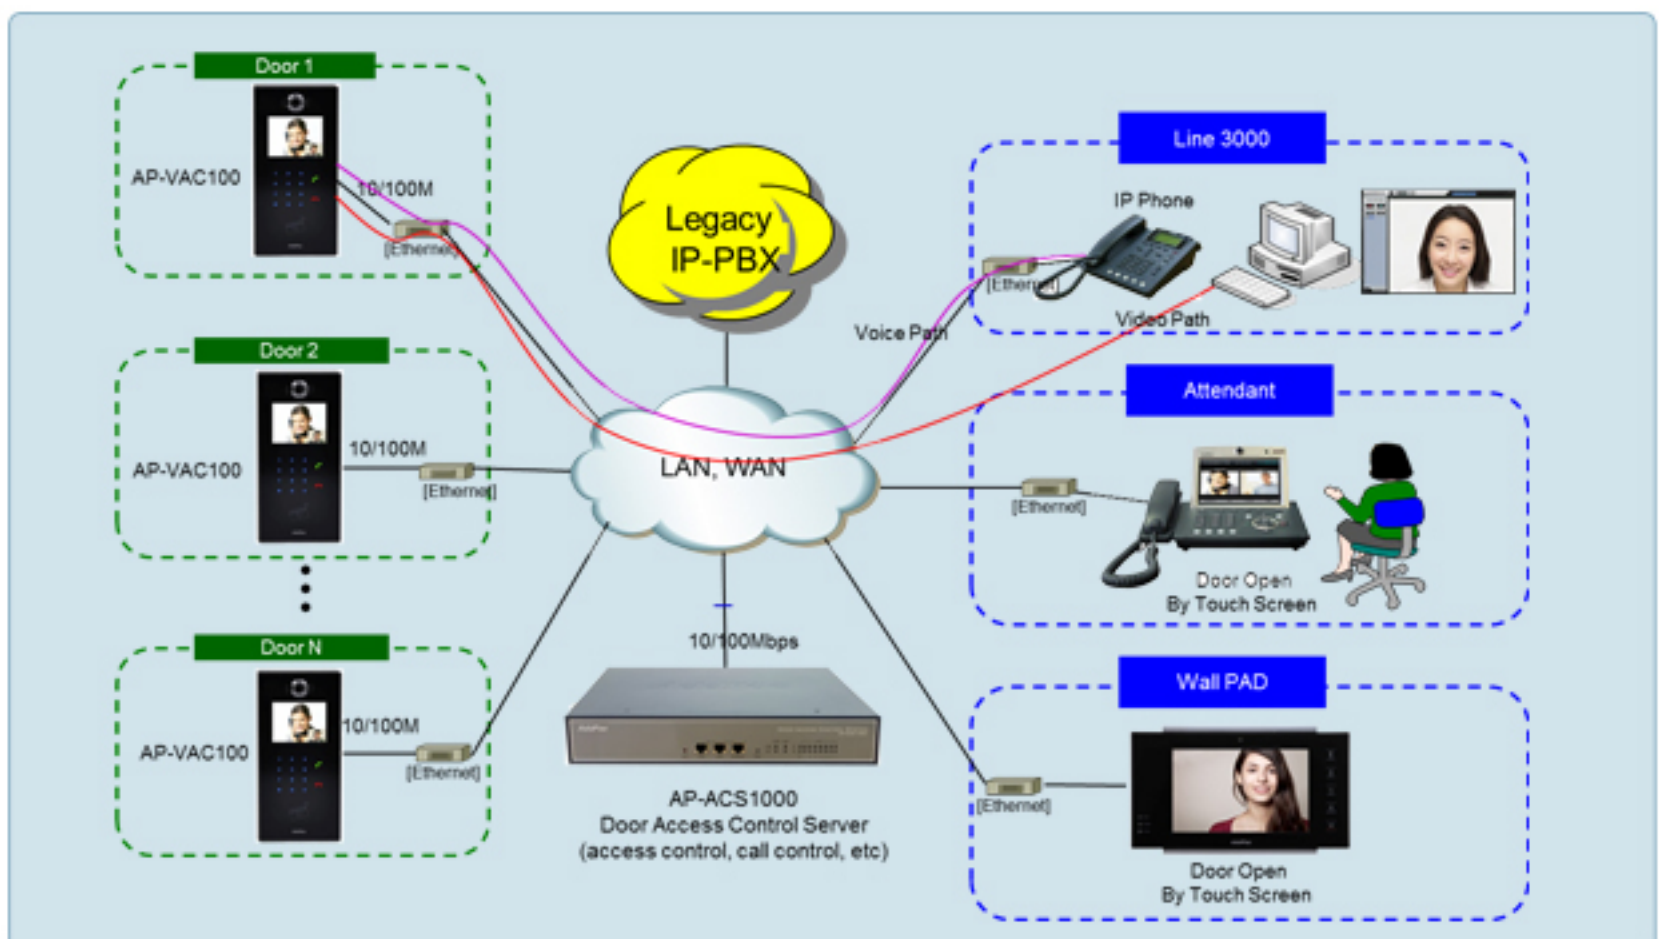 Door 1
AP-VAC100
10/100M
[Ethernet]
Door 2
AP-VAC100
10/100M
[Ethernet]
Door N
AP-VAC100
10/100M
[Ethernet]
Legacy
IP-PBX
LAN, WAN
10/100Mbps
AP-ACS1000
Door Access Control Server
(access control, call control, etc)
Line 3000
IP Phone
[Ethernet]
Voice Path
Video Path
Attendant
[Ethernet]
Door Open
By Touch Screen
Wall PAD
[Ethernet]
Door Open
By Touch Screen